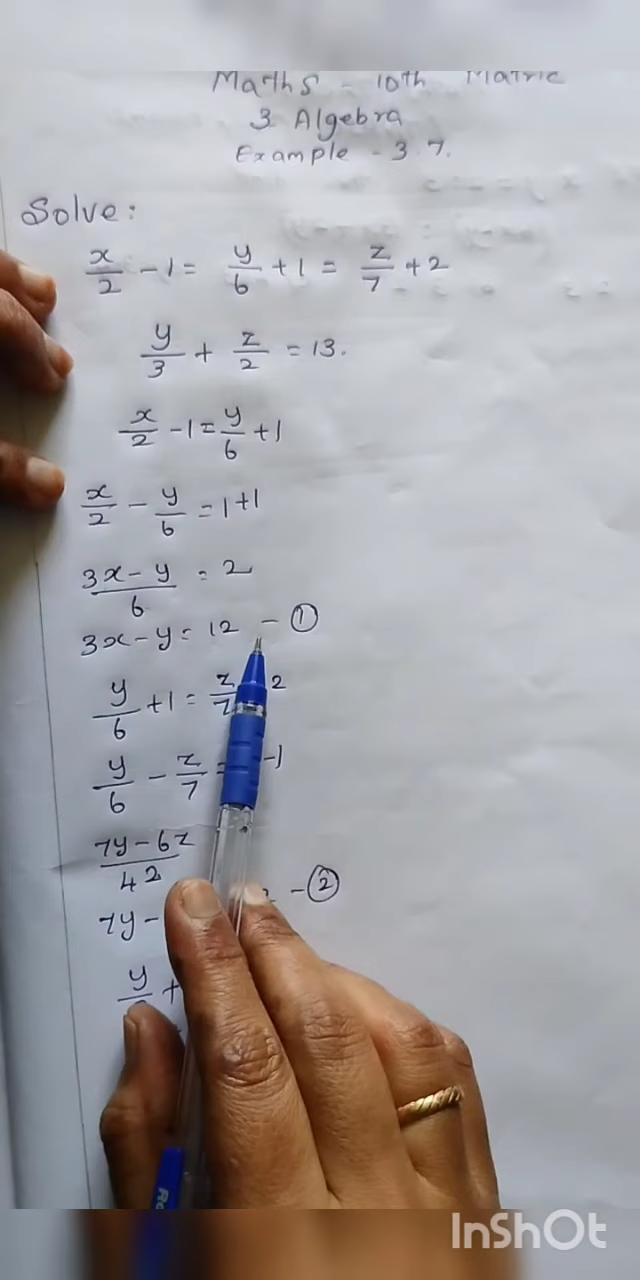 Maths - 10th Matric
3 Algebra
Example - 3.7.
Solve:
x/2 - 1 = y/6 + 1 = z/7 + 2
y/3 + z/2 = 13.
x/2 - 1 = y/6 + 1
x/2 - y/6 = 1+1
3x - y/6 = 2
3x - y = 12 - ①
y/6 + 1 = z/7 2
y/6 - z/7 = -1
7y - 6z/42
7y - - ②
y/ +
InShOt